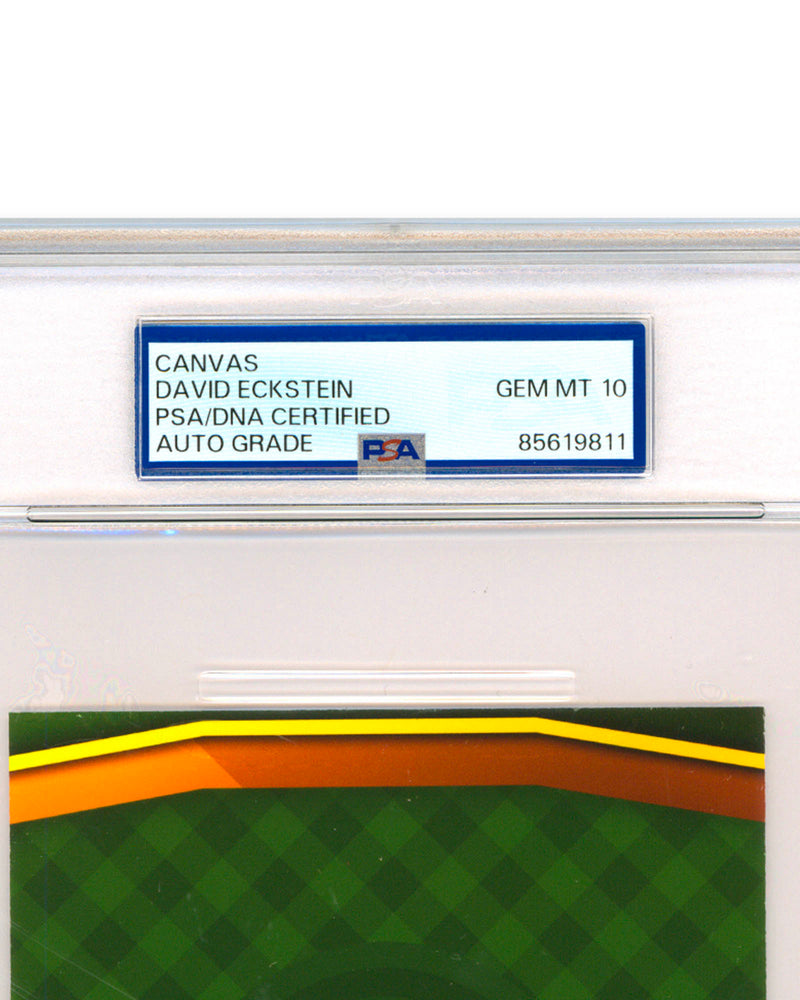 CANVAS
DAVID ECKSTEIN GEM MT 10
PSA/DNA CERTIFIED
AUTO GRADE PSA 85619811